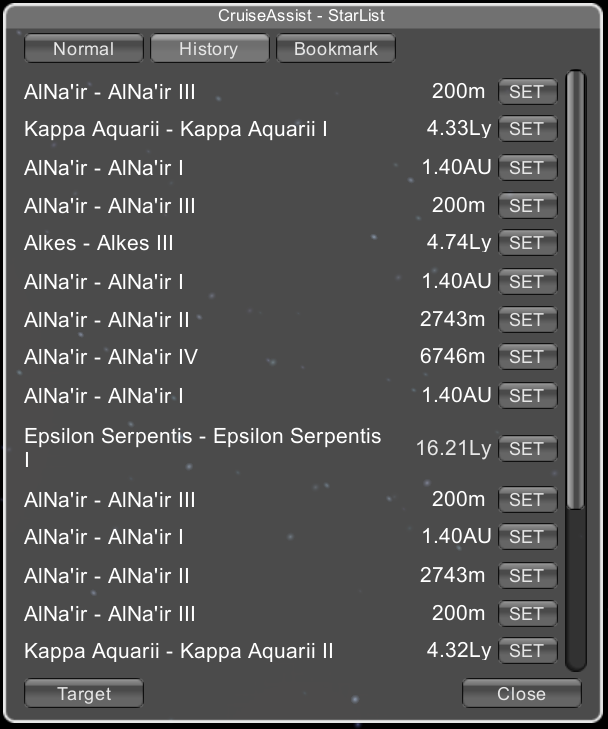 CruiseAssist - StarList
Normal History Bookmark
AlNa'ir - AlNa'ir III 200m SET
Kappa Aquarii - Kappa Aquarii I 4.33Ly SET
AlNa'ir - AlNa'ir I 1.40AU SET
AlNa'ir - AlNa'ir III 200m SET
Alkes - Alkes III 4.74Ly SET
AlNa'ir - AlNa'ir I 1.40AU SET
AlNa'ir - AlNa'ir II 2743m SET
AlNa'ir - AlNa'ir IV 6746m SET
AlNa'ir - AlNa'ir I 1.40AU SET
Epsilon Serpentis - Epsilon Serpentis
I 16.21Ly SET
AlNa'ir - AlNa'ir III 200m SET
AlNa'ir - AlNa'ir I 1.40AU SET
AlNa'ir - AlNa'ir II 2743m SET
AlNa'ir - AlNa'ir III 200m SET
Kappa Aquarii - Kappa Aquarii II 4.32Ly SET
Target Close